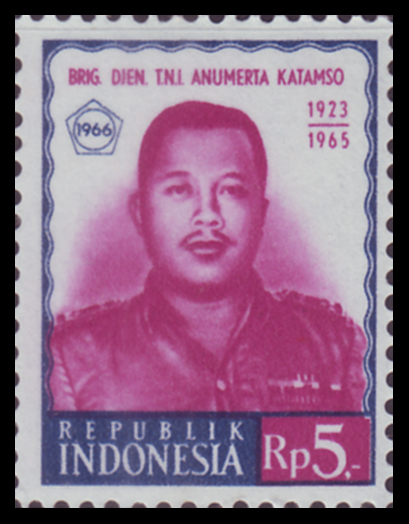 BRIG. DJEN. T.N.I. ANUMERTA KATAMSO
1966
1923
1965
REPUBLIK
INDONESIA
Rp5,-